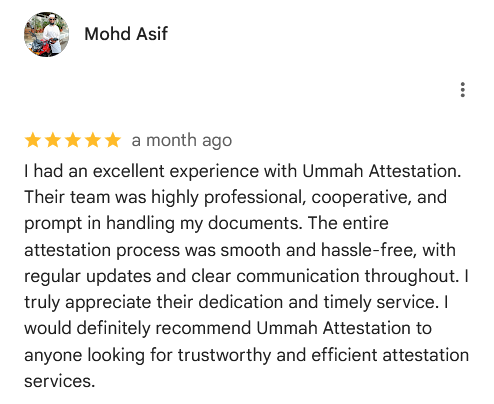 Mohd Asif
a month ago
I had an excellent experience with Ummah Attestation.
Their team was highly professional, cooperative, and
prompt in handling my documents. The entire
attestation process was smooth and hassle-free, with
regular updates and clear communication throughout. I
truly appreciate their dedication and timely service. I
would definitely recommend Ummah Attestation to
anyone looking for trustworthy and efficient attestation
services.